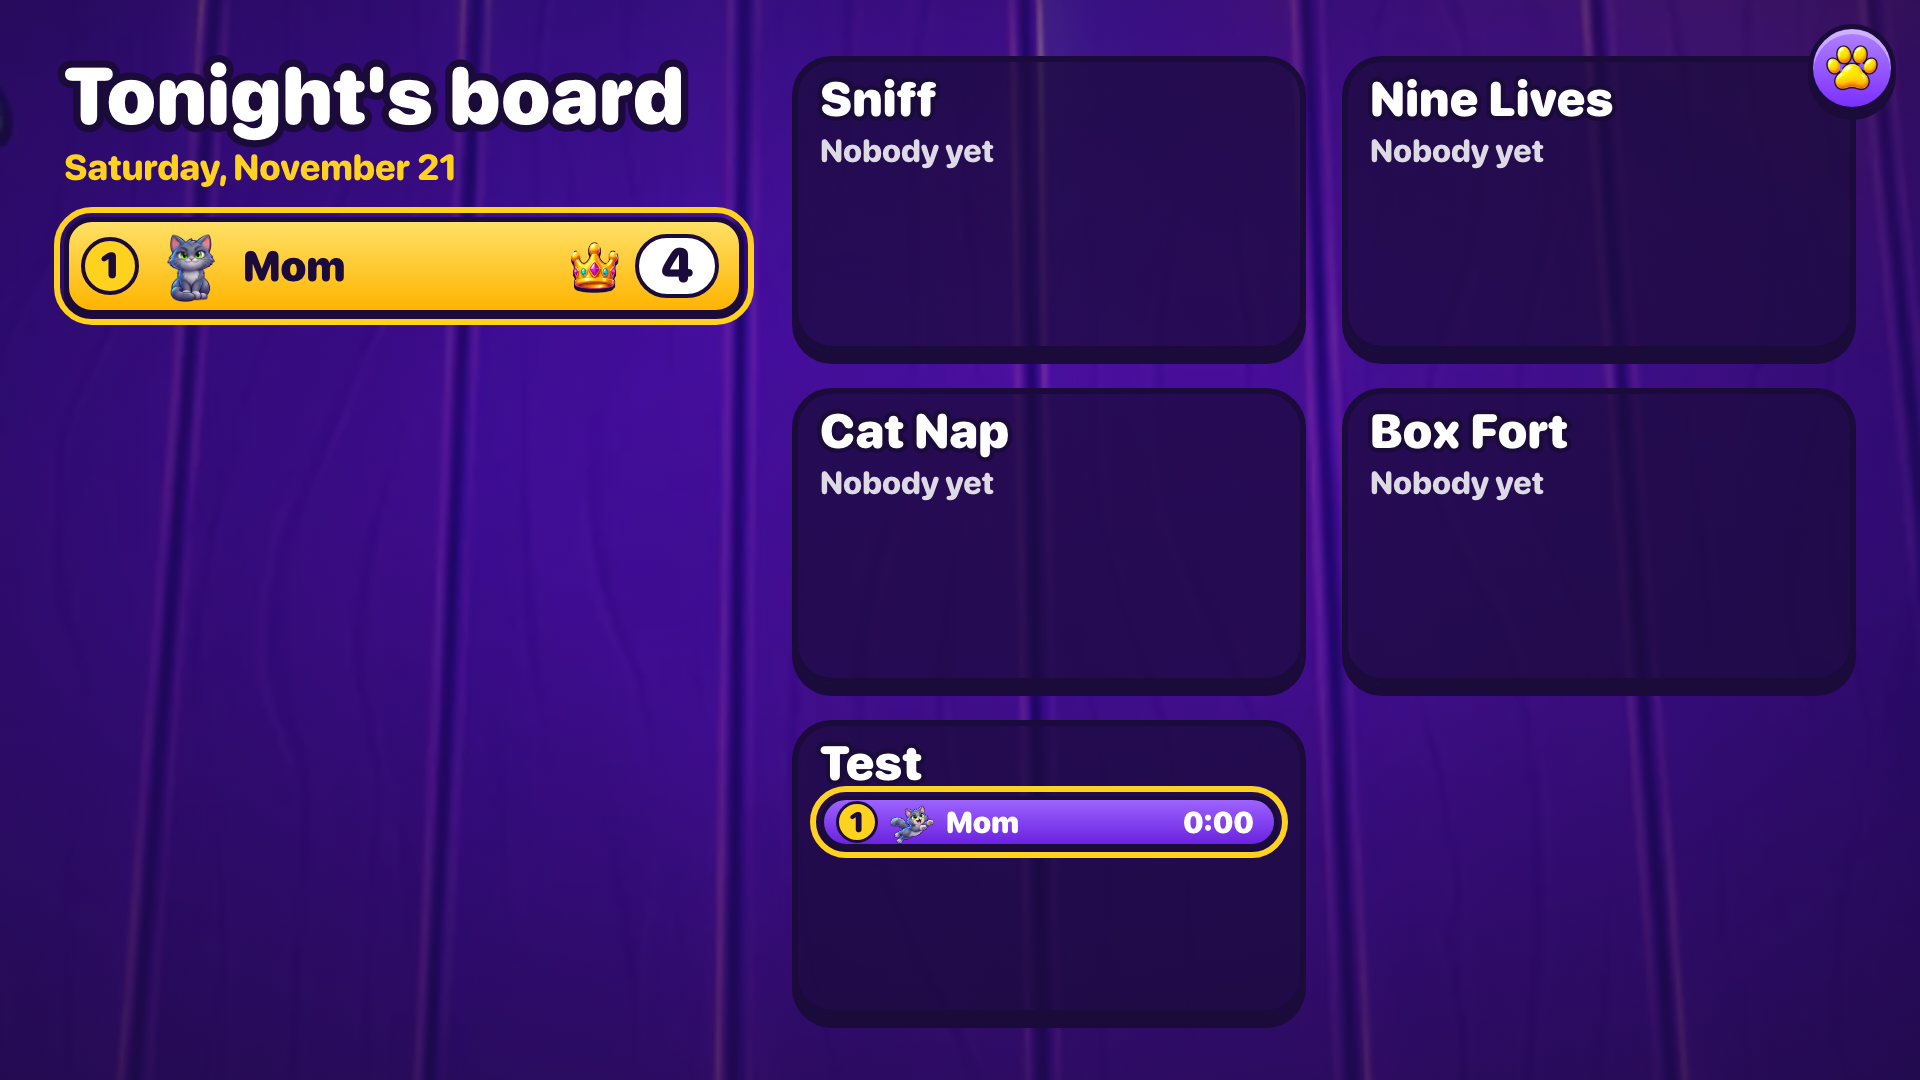 Tonight's board
Saturday, November 21
1 Mom 4
Sniff
Nobody yet
Nine Lives
Nobody yet
Cat Nap
Nobody yet
Box Fort
Nobody yet
Test
1 Mom 0:00